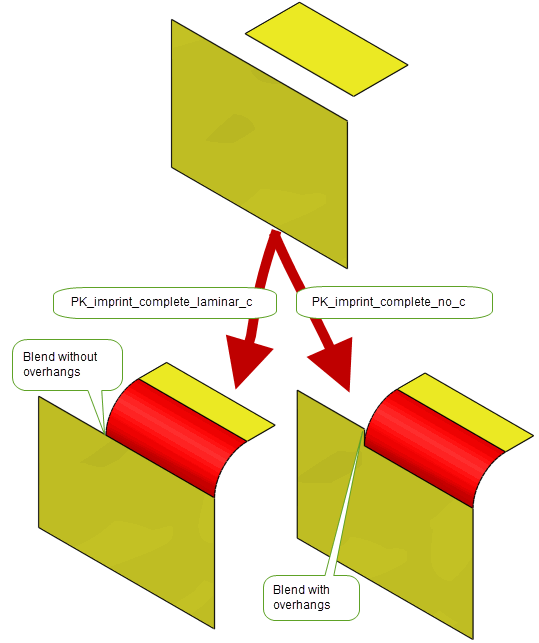 PK_imprint_complete_laminar_c
PK_imprint_complete_no_c
Blend without
overhangs
Blend with
overhangs